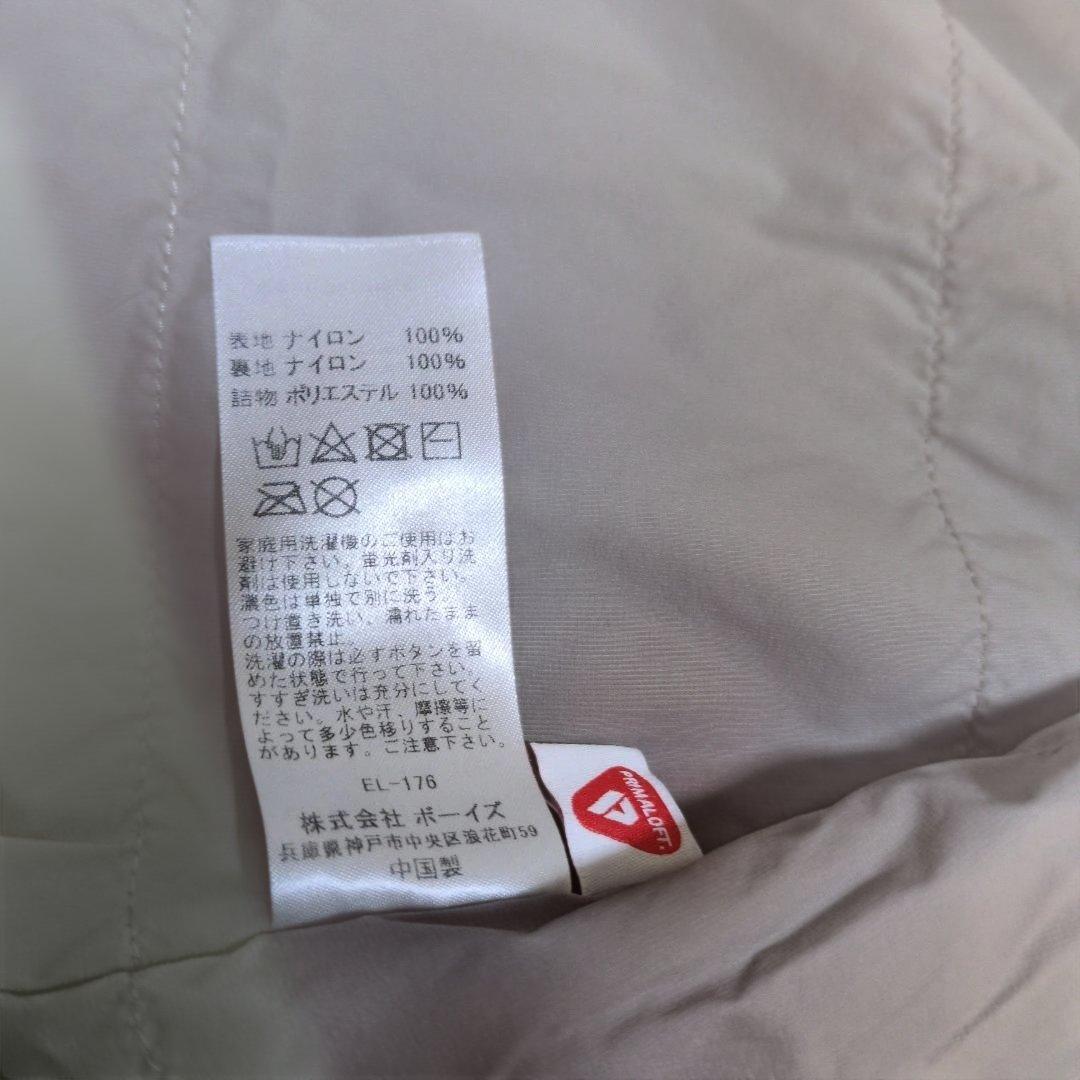 表地 ナイロン 100%
裏地 ナイロン 100%
詰物 ポリエステル 100%
家庭用洗濯機のご使用はお
避け下さい。蛍光剤入り洗
剤は使用しないで下さい。
濃色は単独で別に洗う。
つけ置き洗い、濡れたまま
の放置禁止
洗濯の際は必ずボタンを留
めた状態で行って下さい。
すすぎ洗いは充分にしてく
ださい。水や汗、摩擦等に
よって多少色移りすること
があります。ご注意下さい。
EL-176
株式会社 ボーイズ
兵庫県神戸市中央区浪花町59
中国製
PRIMALOFT.